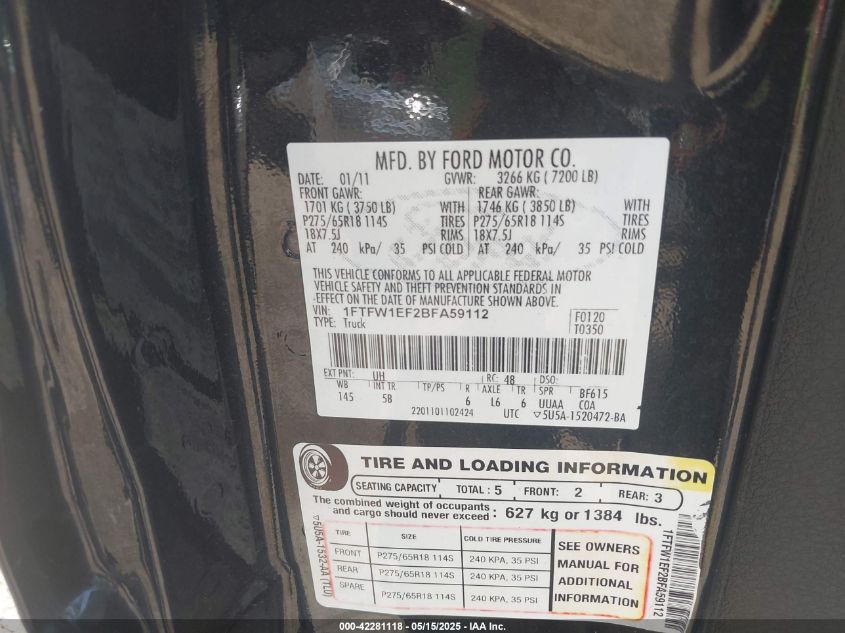 MFD. BY FORD MOTOR CO.
DATE: 01/11 GVWR: 3266 KG ( 7200 LB)
FRONT GAWR: REAR GAWR:
1701 KG ( 3750 LB) WITH 1746 KG ( 3850 LB) WITH
P275/65R18 114S TIRES P275/65R18 114S TIRES
18X7.5J RIMS 18X7.5J RIMS
AT 240 kPa/ 35 PSI COLD AT 240 kPa/ 35 PSI COLD
THIS VEHICLE CONFORMS TO ALL APPLICABLE FEDERAL MOTOR
VEHICLE SAFETY AND THEFT PREVENTION STANDARDS IN
EFFECT ON THE DATE OF MANUFACTURE SHOWN ABOVE.
VIN: 1FTFW1EF2BFA59112 F0120
TYPE: Truck T0350
EXT PNT: UH RC: 48 DSO:
WB INT TR TP/PS R AXLE TR SPR BF615
145 5B 6 L6 6 UUAA COA
2201101102424 UTC ▽5U5A-1520472-BA
TIRE AND LOADING INFORMATION
SEATING CAPACITY TOTAL : 5 FRONT: 2 REAR: 3
The combined weight of occupants
and cargo should never exceed : 627 kg or 1384 lbs.
TIRE SIZE COLD TIRE PRESSURE
FRONT P275/65R18 114S 240 KPA, 35 PSI
REAR P275/65R18 114S 240 KPA, 35 PSI
SPARE P275/65R18 114S 240 KPA, 35 PSI
SEE OWNERS
MANUAL FOR
ADDITIONAL
INFORMATION
▽5U5A-1532-AA (TL0)
1FTFW1EF2BFA59112
000-42281118 - 05/15/2025 - IAA Inc.